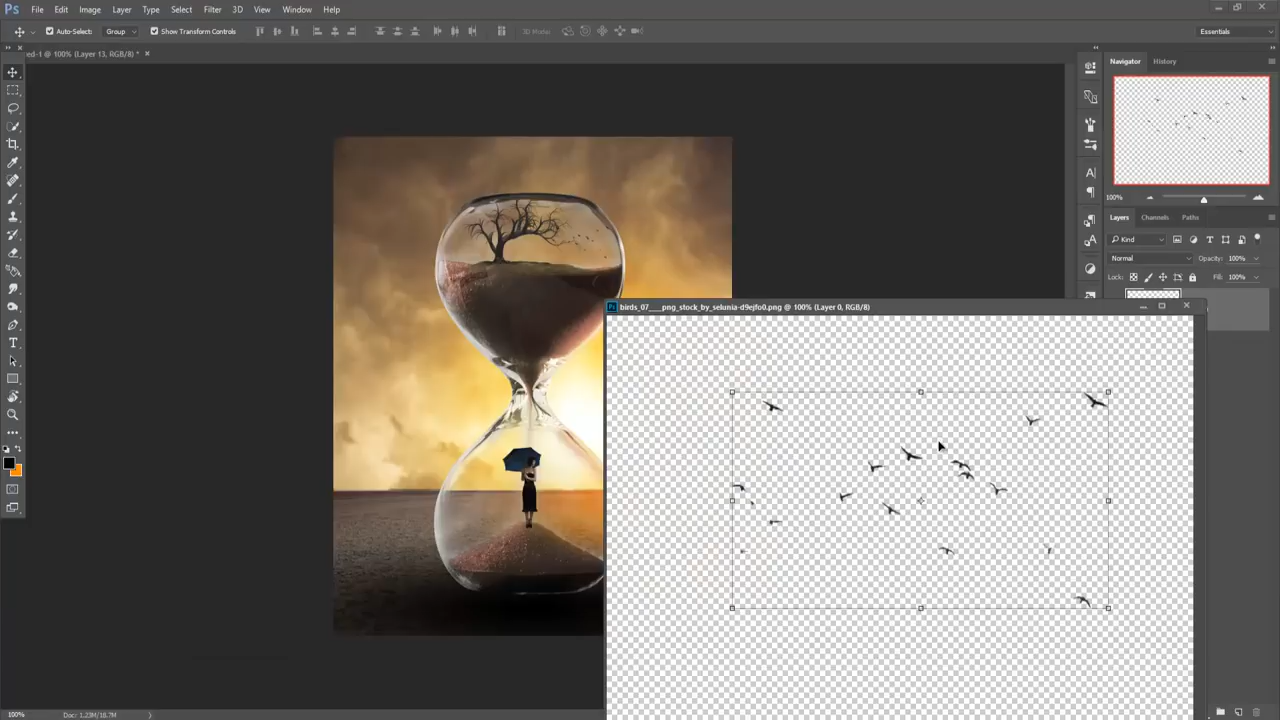 Ps File Edit Image Layer Type Select Filter 3D View Window Help
Auto-Select: Group Show Transform Controls 3D Mode: Essentials
ed-1 @ 100% (Layer 13, RGB/8) * ×
Navigator History
100%
Layers Channels Paths
Kind
Normal Opacity: 100%
Lock: Fill: 100%
birds_07___png_stock_by_selunia-d9ejfo0.png @ 100% (Layer 0, RGB/8)
100% Doc: 1.23M/18.7M